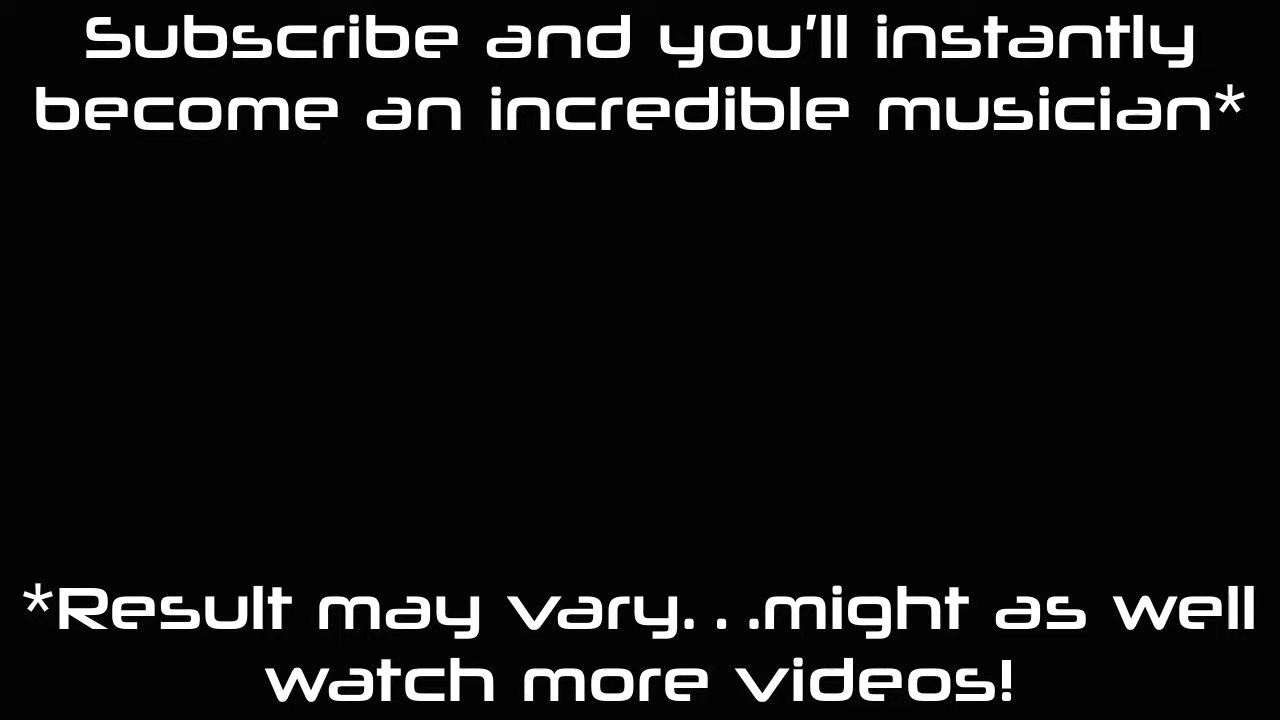 Subscribe and you'll instantly
become an incredible musician*
*Result may vary. . .might as well
watch more videos!